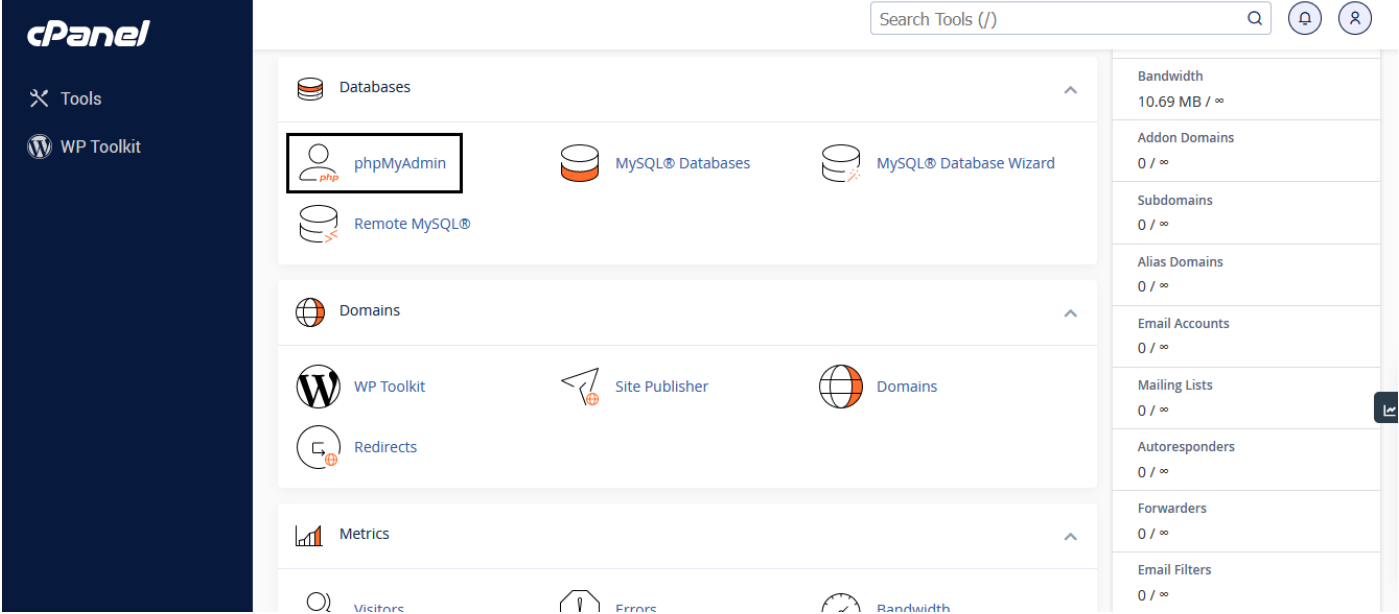 cPanel
Search Tools (/)
Tools
WP Toolkit
Databases
phpMyAdmin
php
MySQL® Databases
MySQL® Database Wizard
Remote MySQL®
Domains
WP Toolkit
Site Publisher
Domains
Redirects
Metrics
Visitors
Errors
Bandwidth
Bandwidth
10.69 MB / ∞
Addon Domains
0 / ∞
Subdomains
0 / ∞
Alias Domains
0 / ∞
Email Accounts
0 / ∞
Mailing Lists
0 / ∞
Autoresponders
0 / ∞
Forwarders
0 / ∞
Email Filters
0 / ∞